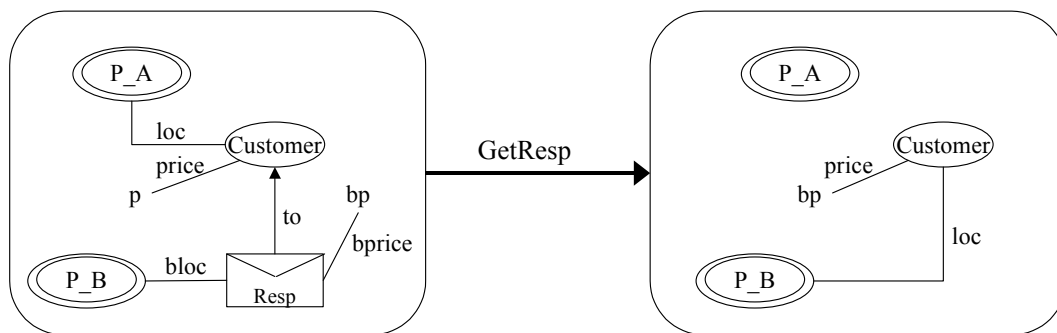 P_A
loc
Customer
price
p
to
bp
bprice
P_B
bloc
Resp
GetResp
P_A
Customer
price
bp
loc
P_B